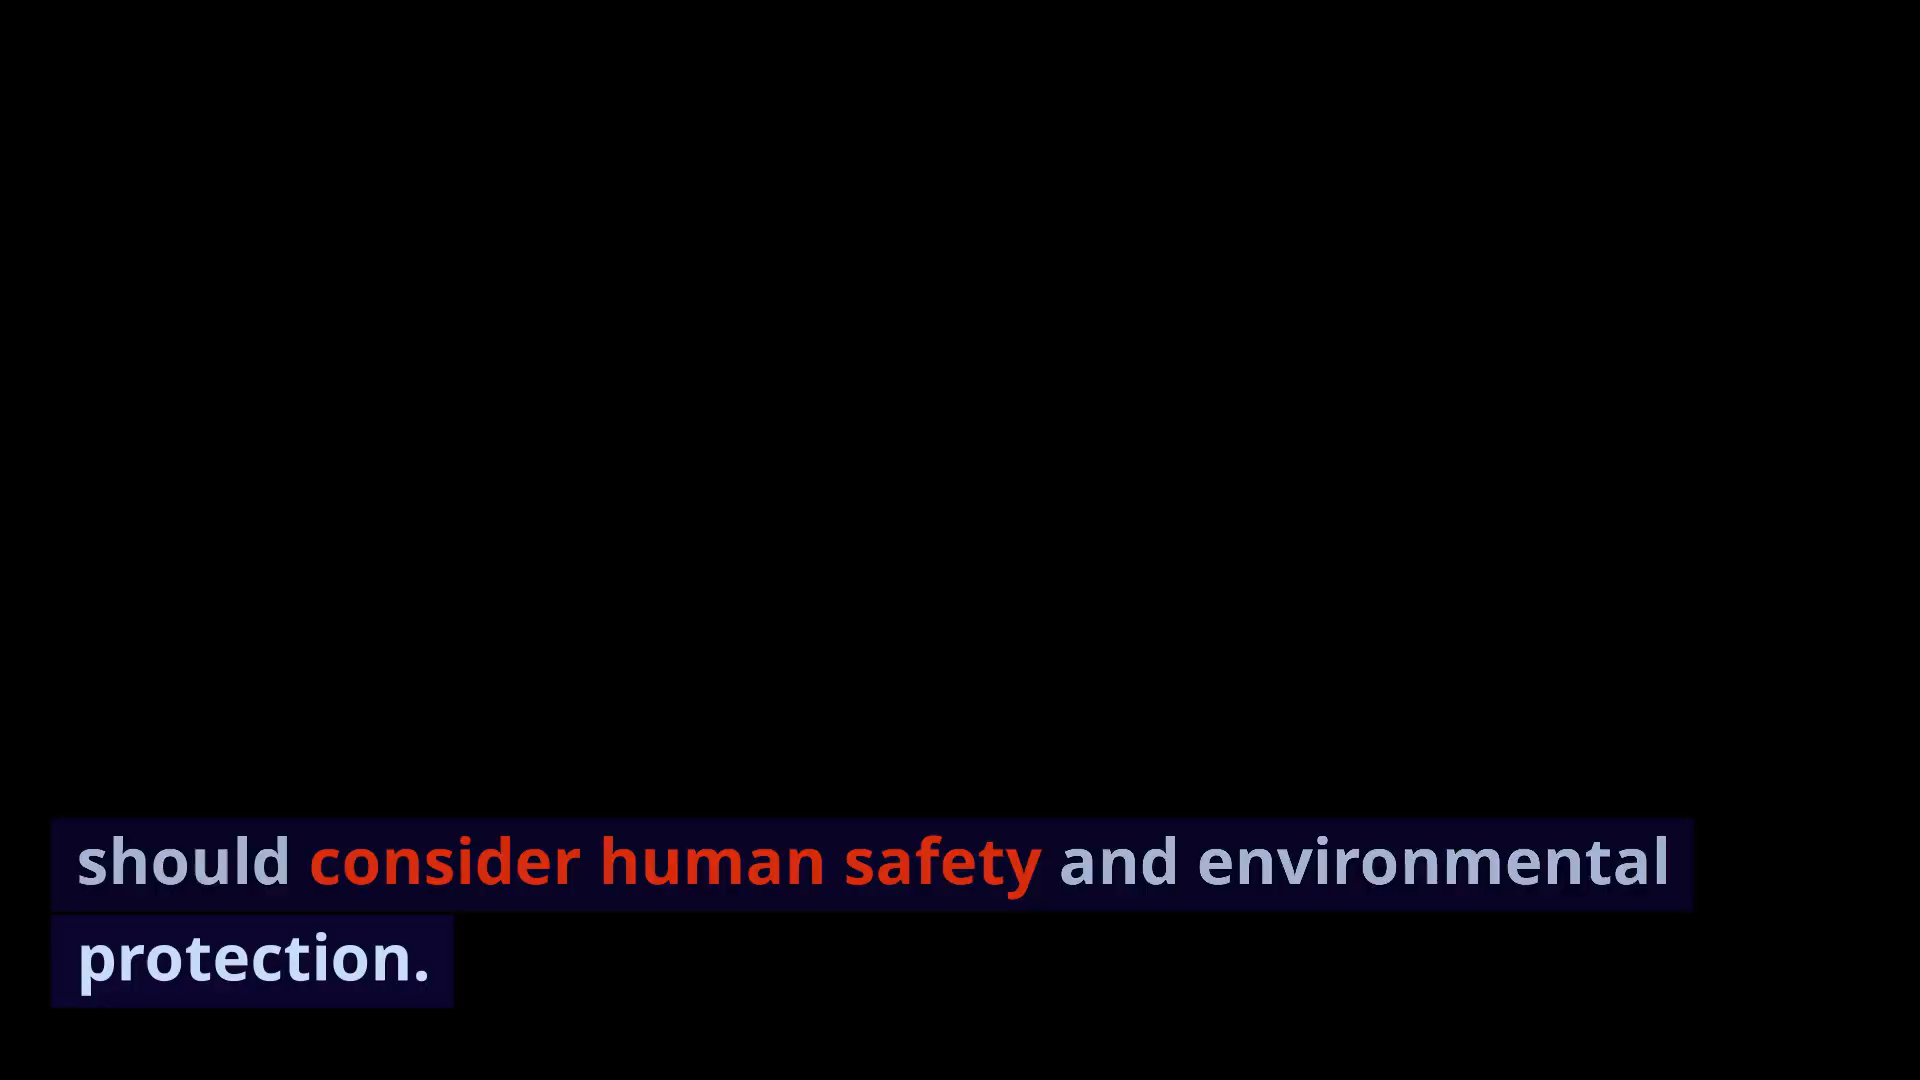 should consider human safety and environmental
protection.